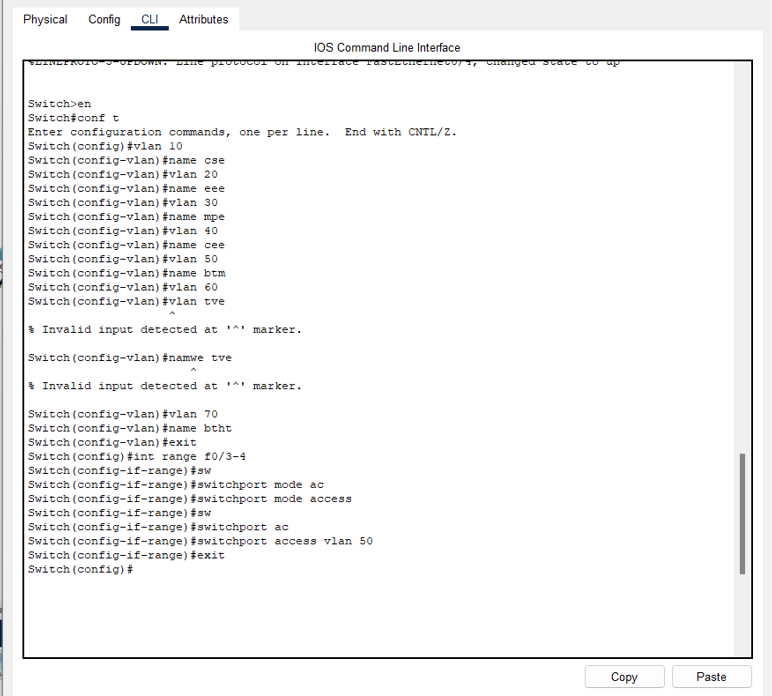 Physical Config CLI Attributes
IOS Command Line Interface
%LINEPROTO-5-UPDOWN: Line protocol on Interface FastEthernet0/4, changed state to up
Switch>en
Switch#conf t
Enter configuration commands, one per line.  End with CNTL/Z.
Switch(config)#vlan 10
Switch(config-vlan)#name cse
Switch(config-vlan)#vlan 20
Switch(config-vlan)#name eee
Switch(config-vlan)#vlan 30
Switch(config-vlan)#name mpe
Switch(config-vlan)#vlan 40
Switch(config-vlan)#name cee
Switch(config-vlan)#vlan 50
Switch(config-vlan)#name btm
Switch(config-vlan)#vlan 60
Switch(config-vlan)#vlan tve
^
% Invalid input detected at '^' marker.
Switch(config-vlan)#namwe tve
^
% Invalid input detected at '^' marker.
Switch(config-vlan)#vlan 70
Switch(config-vlan)#name btht
Switch(config-vlan)#exit
Switch(config)#int range f0/3-4
Switch(config-if-range)#sw
Switch(config-if-range)#switchport mode ac
Switch(config-if-range)#switchport mode access
Switch(config-if-range)#sw
Switch(config-if-range)#switchport ac
Switch(config-if-range)#switchport access vlan 50
Switch(config-if-range)#exit
Switch(config)#
Copy Paste